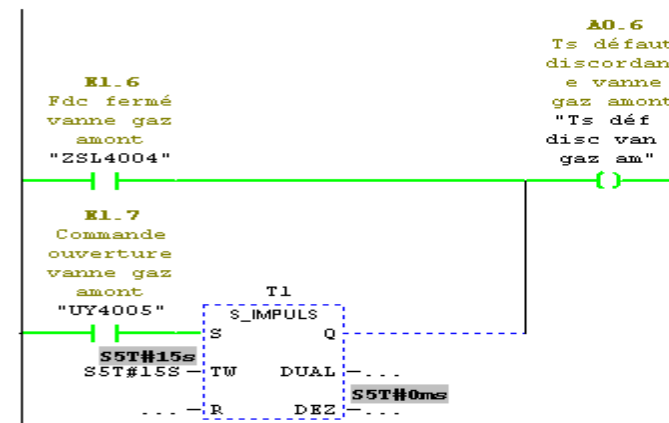 A0.6
Ts défaut
discordan
e vanne
gaz amont
"Ts déf
disc van
gaz am"
E1.6
Fdc fermé
vanne gaz
amont
"ZSL4004"
E1.7
Commande
ouverture
vanne gaz
amont
"UY4005"
T1
S_IMPULS
S
Q
S5T#15s
S5T#15S
TW
DUAL
...
S5T#0ms
...
R
DEZ
...